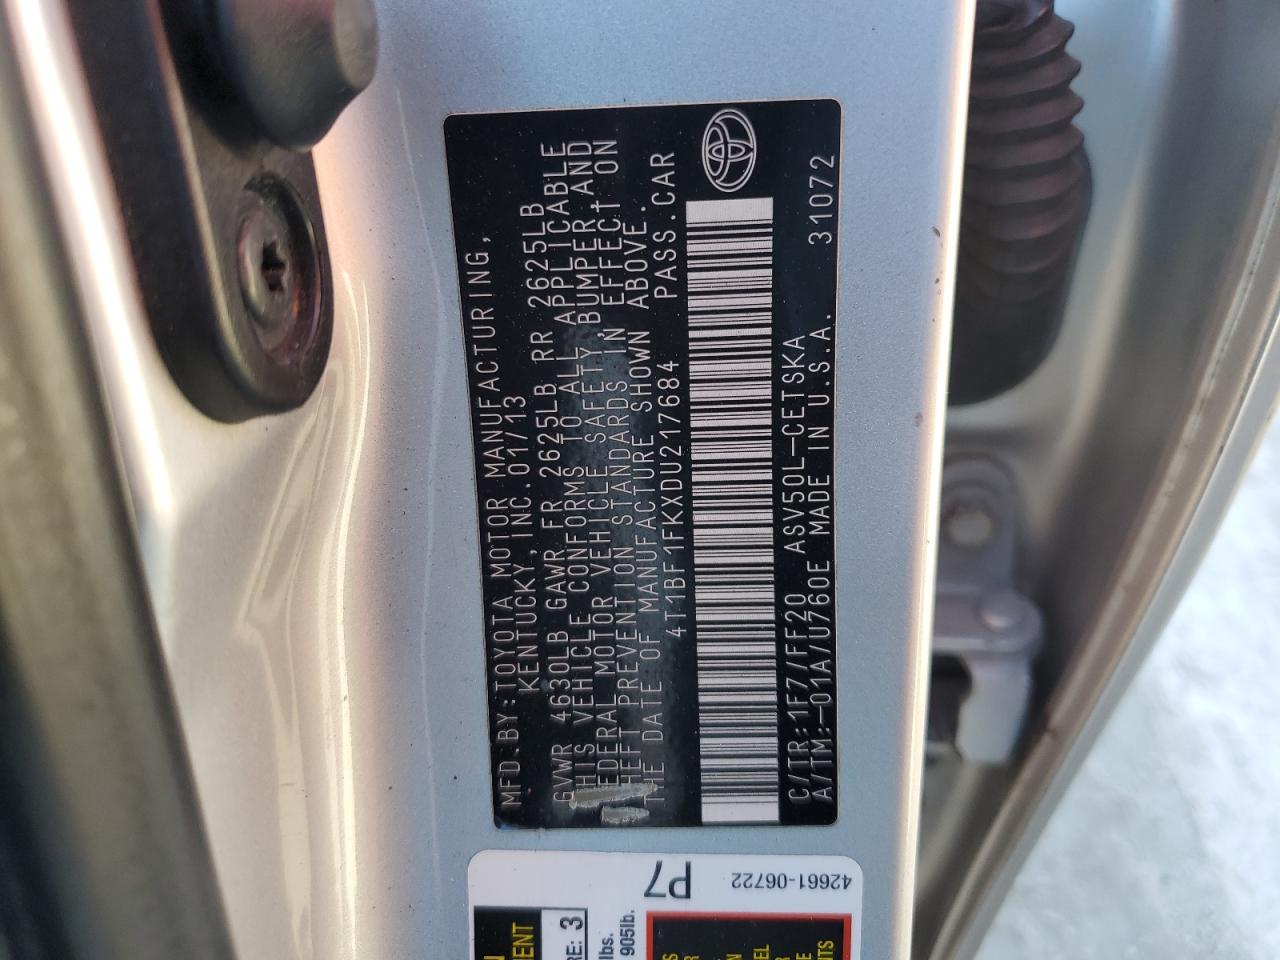 MFD.BY:TOYOTA MOTOR MANUFACTURING,
KENTUCKY, INC.01/13
GVWR 4630LB GAWR FR 2625LB RR 2625LB
THIS VEHICLE CONFORMS TO ALL APPLICABLE
FEDERAL MOTOR VEHICLE SAFETY,BUMPER,AND
THEFT PREVENTION STANDARDS IN EFFECT ON
THE DATE OF MANUFACTURE SHOWN ABOVE.
4T1BF1FKXDU217684 PASS.CAR
C/TR:1F7/FF20 ASV50L-CETSKA 31072
A/TM:-01A/U760E MADE IN U.S.A.
P7
42661-06722
3
lbs.
905lb.